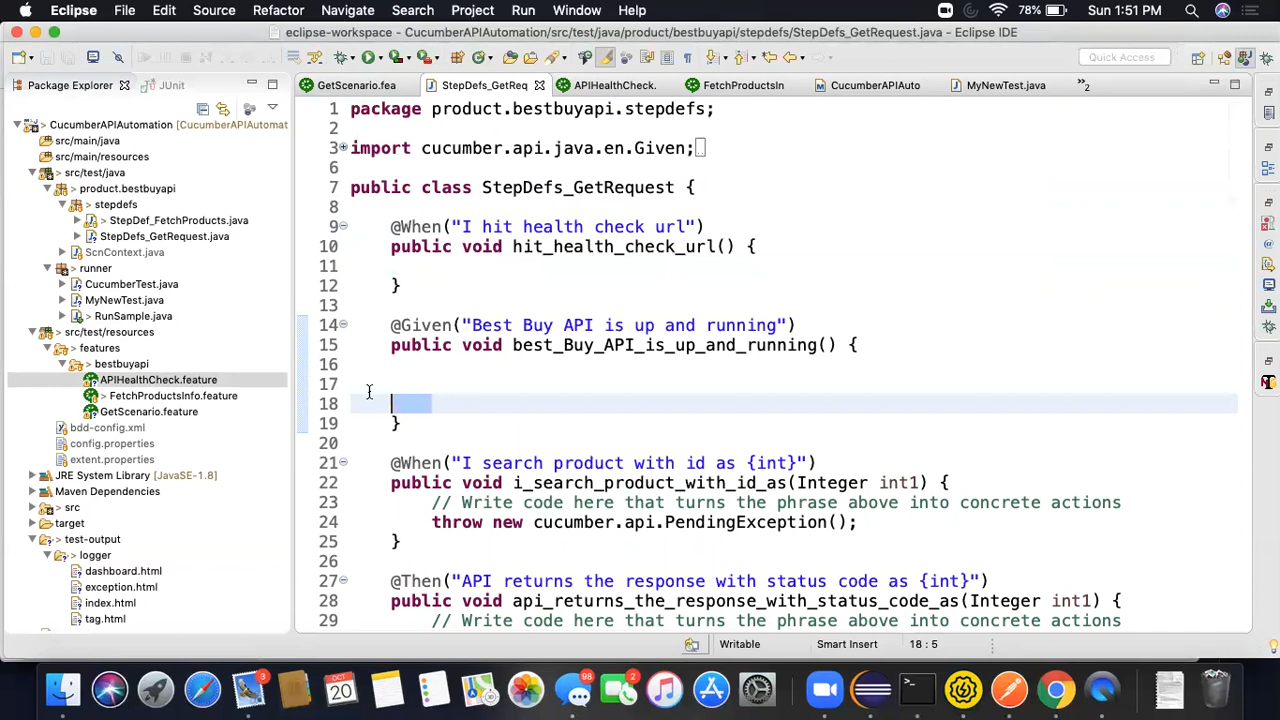 Eclipse File Edit Source Refactor Navigate Search Project Run Window Help 78% Sun 1:51 PM
eclipse-workspace - CucumberAPIAutomation/src/test/java/product/bestbuyapi/stepdefs/StepDefs_GetRequest.java - Eclipse IDE
Quick Access
Package Explorer JUnit
GetScenario.fea StepDefs_GetReq APIHealthCheck. FetchProductsIn CucumberAPIAuto MyNewTest.java »2
CucumberAPIAutomation [CucumberAPIAutomat
src/main/java
src/main/resources
src/test/java
product.bestbuyapi
stepdefs
> StepDef_FetchProducts.java
> StepDefs_GetRequest.java
ScnContext.java
> runner
> CucumberTest.java
MyNewTest.java
> RunSample.java
> src/test/resources
> features
> bestbuyapi
APIHealthCheck.feature
> FetchProductsInfo.feature
GetScenario.feature
bdd-config.xml
config.properties
extent.properties
JRE System Library [JavaSE-1.8]
Maven Dependencies
> src
target
> test-output
> logger
dashboard.html
exception.html
index.html
tag.html
1 package product.bestbuyapi.stepdefs;
2
3 import cucumber.api.java.en.Given;
6
7 public class StepDefs_GetRequest {
8
9 @When("I hit health check url")
10 public void hit_health_check_url() {
11
12 }
13
14 @Given("Best Buy API is up and running")
15 public void best_Buy_API_is_up_and_running() {
16
17
18
19 }
20
21 @When("I search product with id as {int}")
22 public void i_search_product_with_id_as(Integer int1) {
23 // Write code here that turns the phrase above into concrete actions
24 throw new cucumber.api.PendingException();
25 }
26
27 @Then("API returns the response with status code as {int}")
28 public void api_returns_the_response_with_status_code_as(Integer int1) {
29 // Write code here that turns the phrase above into concrete actions
Writable Smart Insert 18 : 5
3 OCT 20 98 2